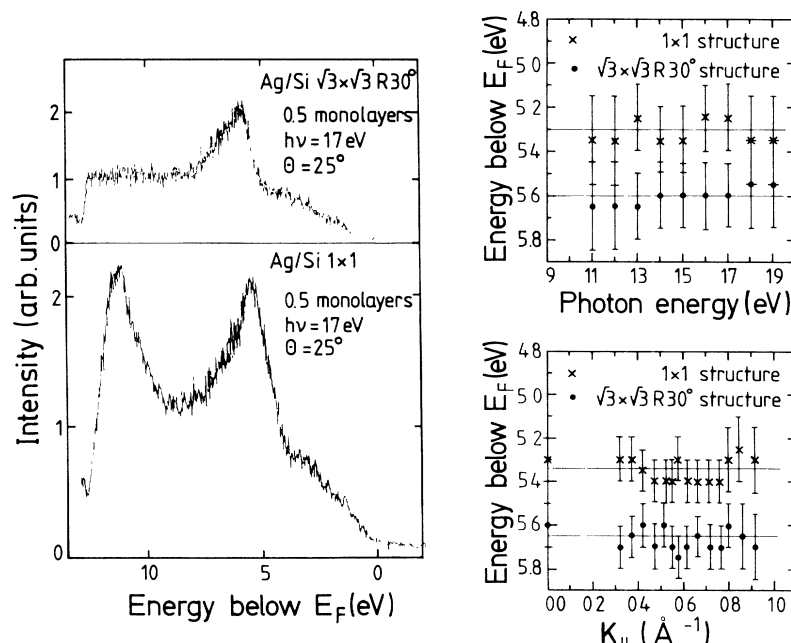 Ag/Si √3×√3 R30°
0.5 monolayers
hν = 17 eV
Θ = 25°
2
1
0
Ag/Si 1×1
0.5 monolayers
hν = 17 eV
Θ = 25°
2
1
0
Intensity (arb. units)
10 5 0
Energy below E_F(eV)
4.8
5.0
5.2
5.4
5.6
5.8
Energy below E_F(eV)
1×1 structure
√3×√3 R30° structure
9 11 13 15 17 19
Photon energy (eV)
4.8
5.0
5.2
5.4
5.6
5.8
Energy below E_F(eV)
1×1 structure
√3×√3 R30° structure
0.0 0.2 0.4 0.6 0.8 1.0
K_|| (Å⁻¹)